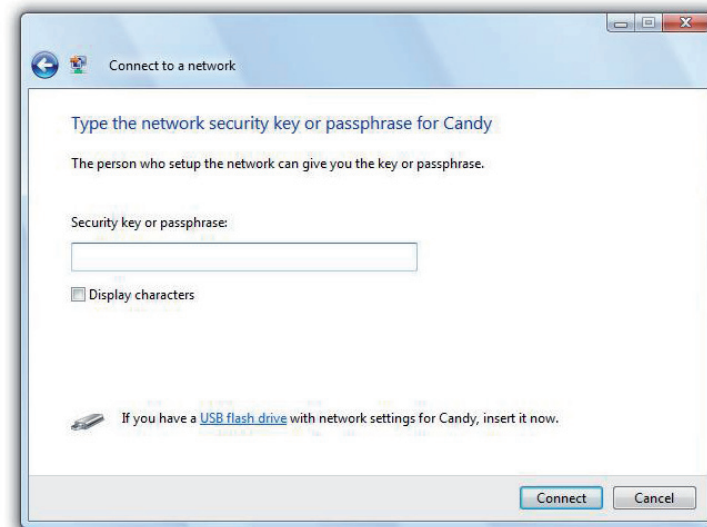 Connect to a network
Type the network security key or passphrase for Candy
The person who setup the network can give you the key or passphrase.
Security key or passphrase:
Display characters
If you have a USB flash drive with network settings for Candy, insert it now.
Connect Cancel